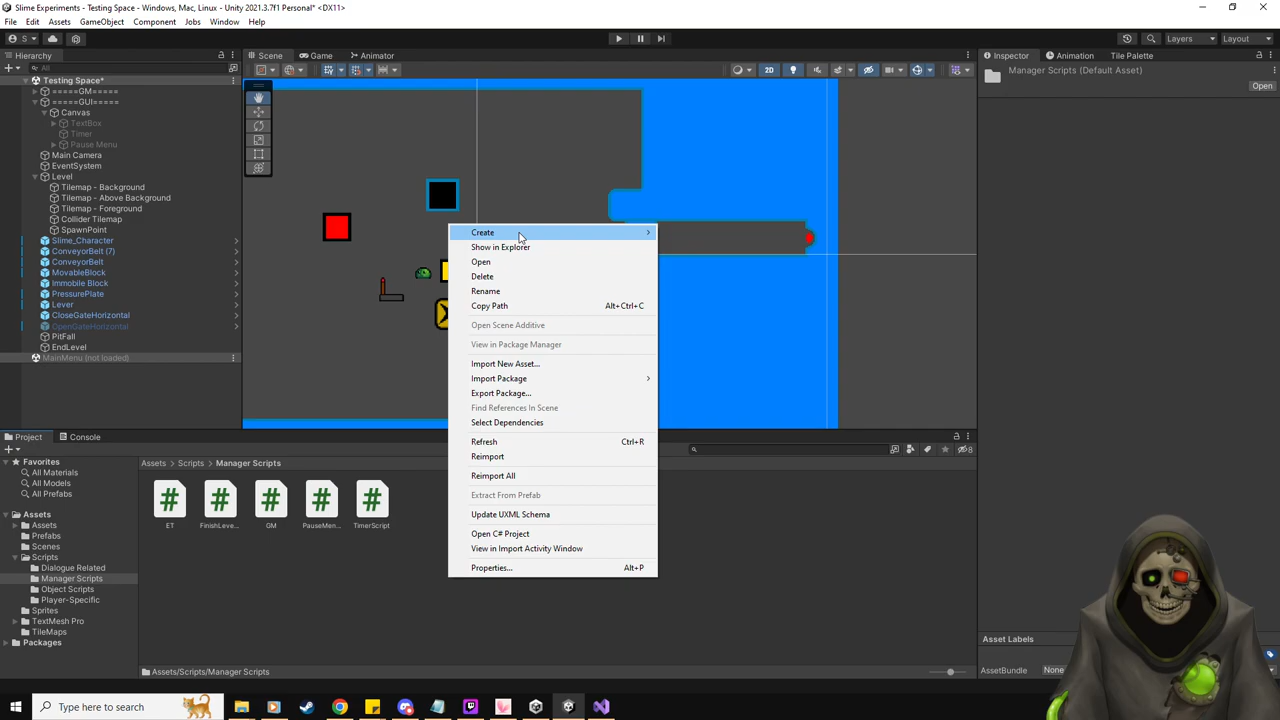 Slime Experiments - Testing Space - Windows, Mac, Linux - Unity 2021.3.7f1 Personal* <DX11>
File Edit Assets GameObject Component Jobs Window Help
S Layers Layout
Hierarchy Scene Game Animator Inspector Animation Tile Palette
All 2D Manager Scripts (Default Asset)
Open
Testing Space*
=====GM=====
=====GUI=====
Canvas
TextBox
Timer
Pause Menu
Main Camera
EventSystem
Level
Tilemap - Background
Tilemap - Above Background
Tilemap - Foreground
Collider Tilemap
SpawnPoint
Slime_Character
ConveyorBelt (7)
ConveyorBelt
MovableBlock
Immobile Block
PressurePlate
Lever
CloseGateHorizontal
OpenGateHorizontal
PitFall
EndLevel
MainMenu (not loaded)
Create
Show in Explorer
Open
Delete
Rename
Copy Path Alt+Ctrl+C
Open Scene Additive
View in Package Manager
Import New Asset...
Import Package
Export Package...
Find References In Scene
Select Dependencies
Refresh Ctrl+R
Reimport
Reimport All
Extract From Prefab
Update UXML Schema
Open C# Project
View in Import Activity Window
Properties... Alt+P
Project Console
8
Favorites
All Materials
All Models
All Prefabs
Assets
Assets
Prefabs
Scenes
Scripts
Dialogue Related
Manager Scripts
Object Scripts
Player-Specific
Sprites
TextMesh Pro
TileMaps
Packages
Assets > Scripts > Manager Scripts
# # # # #
ET FinishLeve... GM PauseMen... TimerScript
Assets/Scripts/Manager Scripts
Asset Labels
AssetBundle None
Type here to search